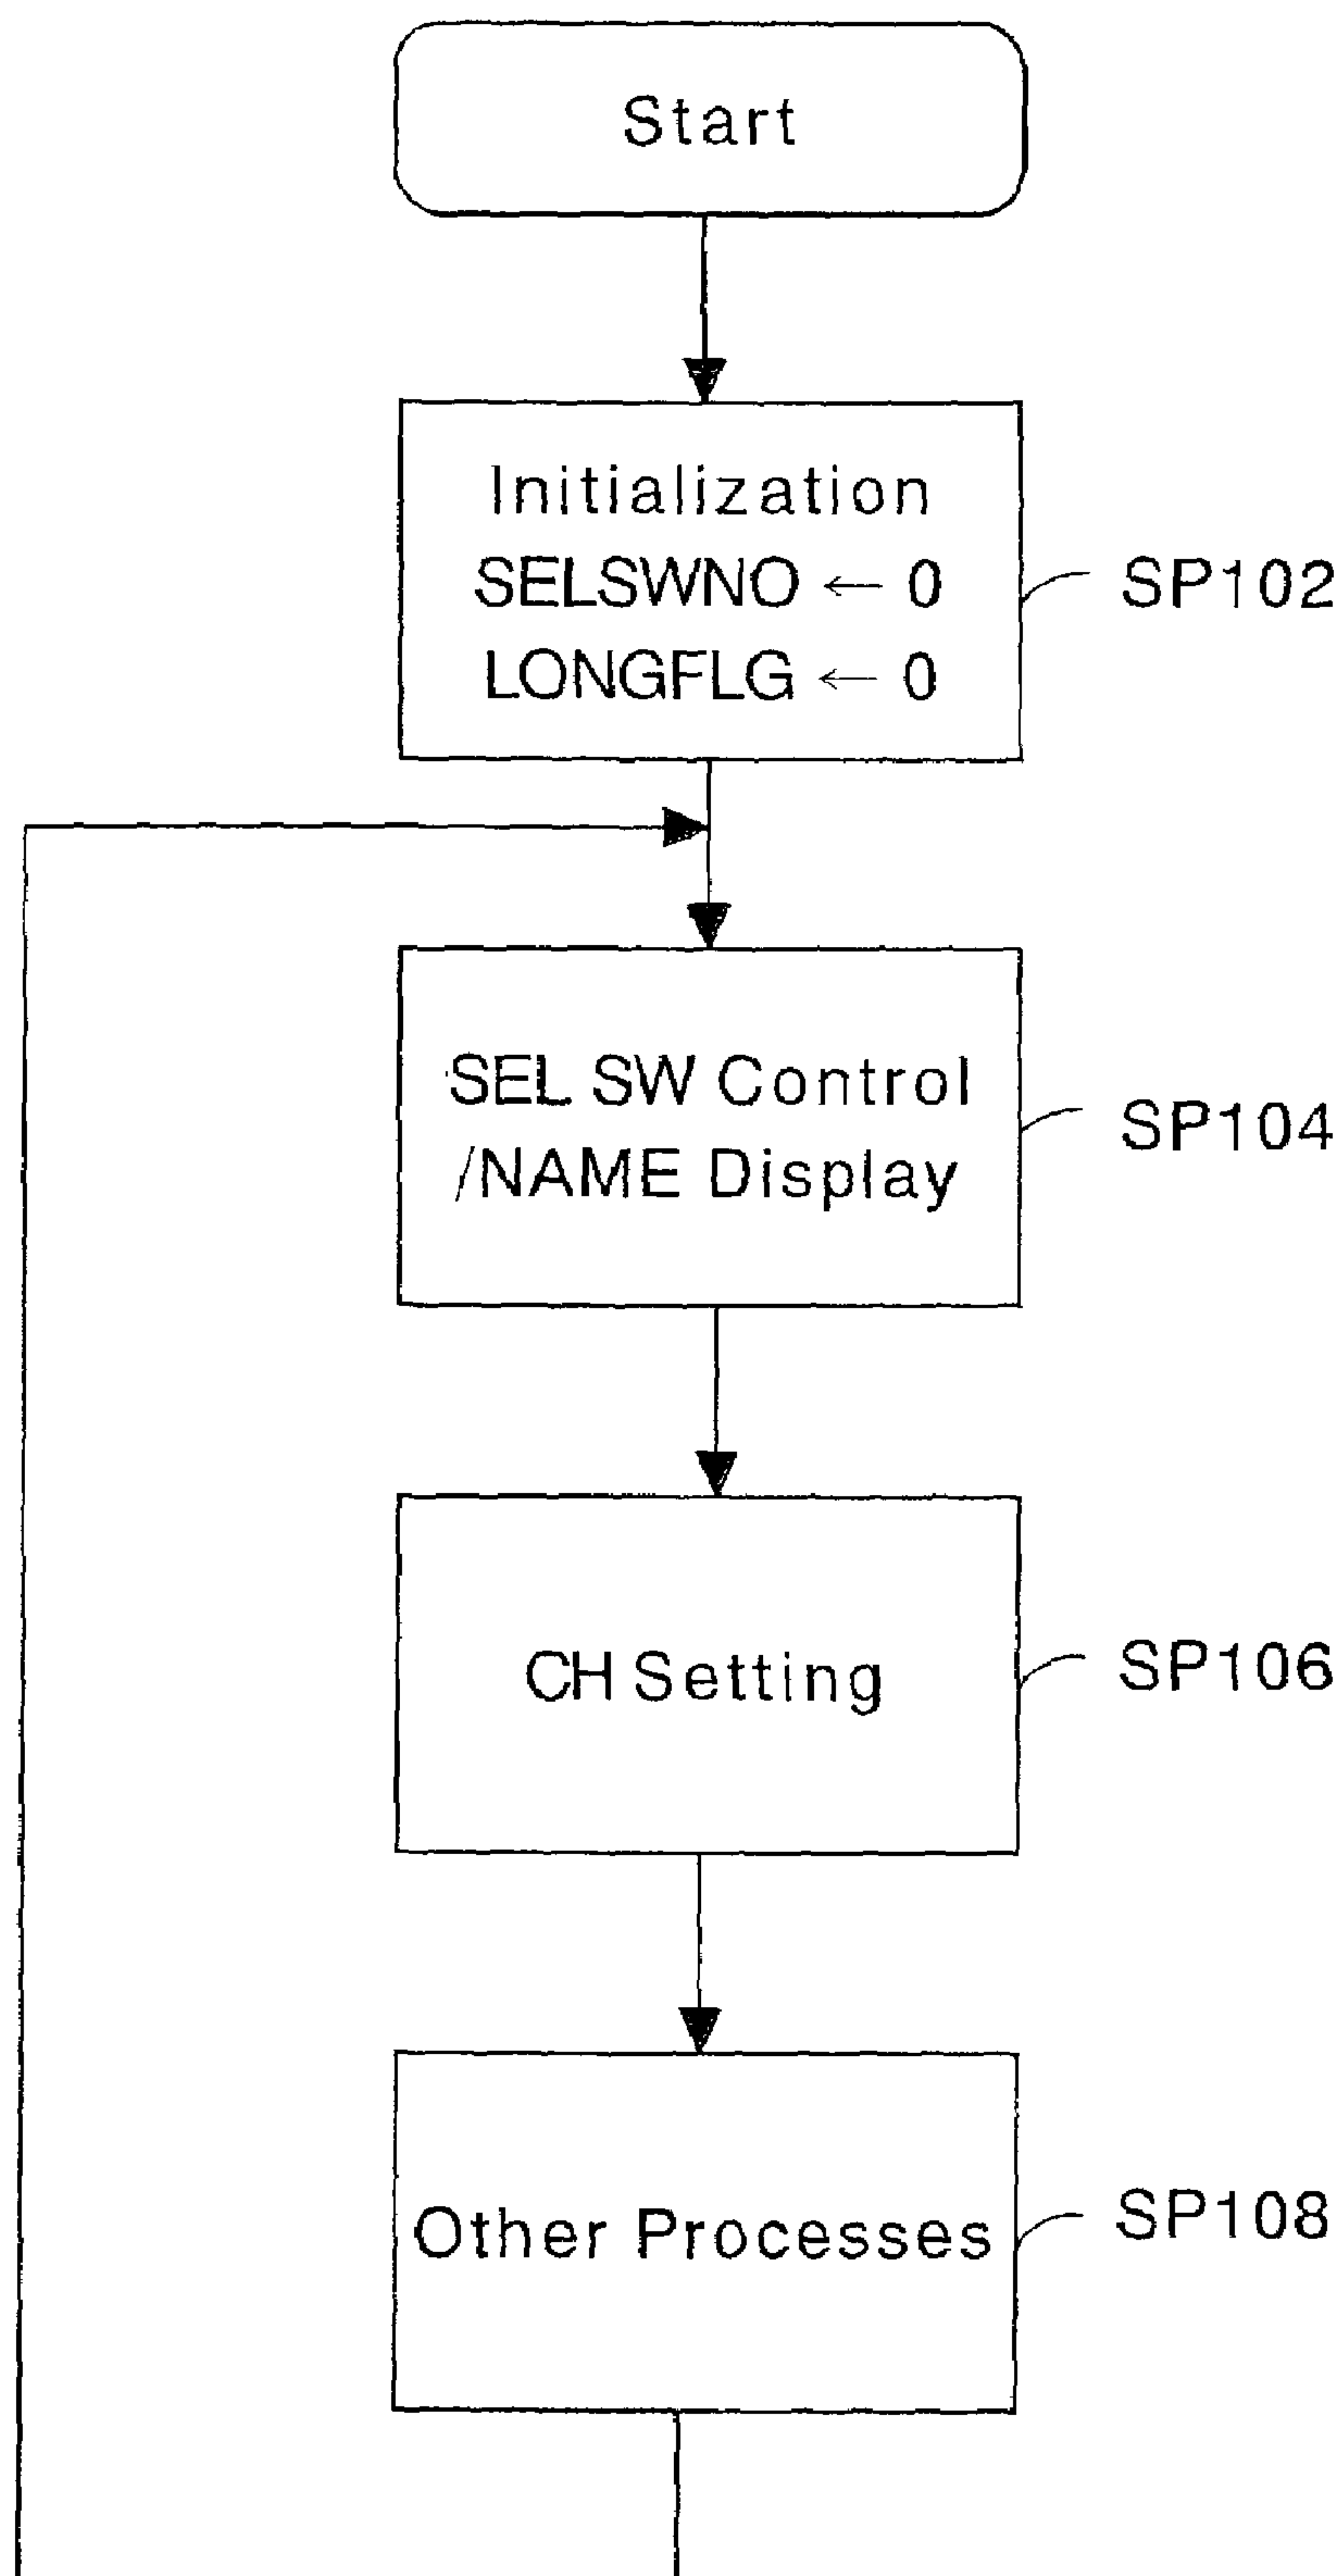 Start
Initialization
SELSWNO ← 0
LONGFLG ← 0
SP102
SEL SW Control
/NAME Display
SP104
CH Setting
SP106
Other Processes
SP108